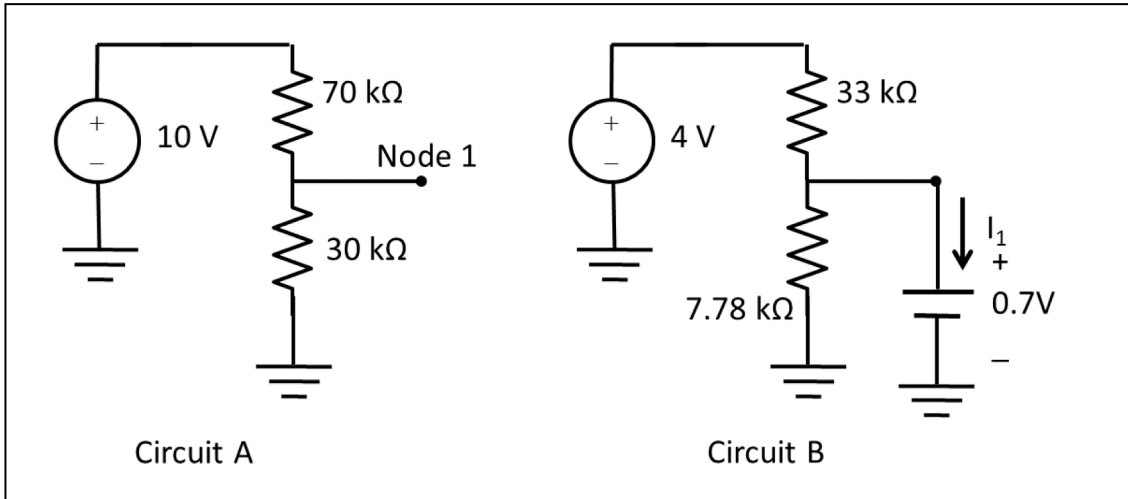 70 kΩ
+
10 V
−
Node 1
30 kΩ
Circuit A
33 kΩ
+
4 V
−
I₁
+
7.78 kΩ
0.7V
−
Circuit B